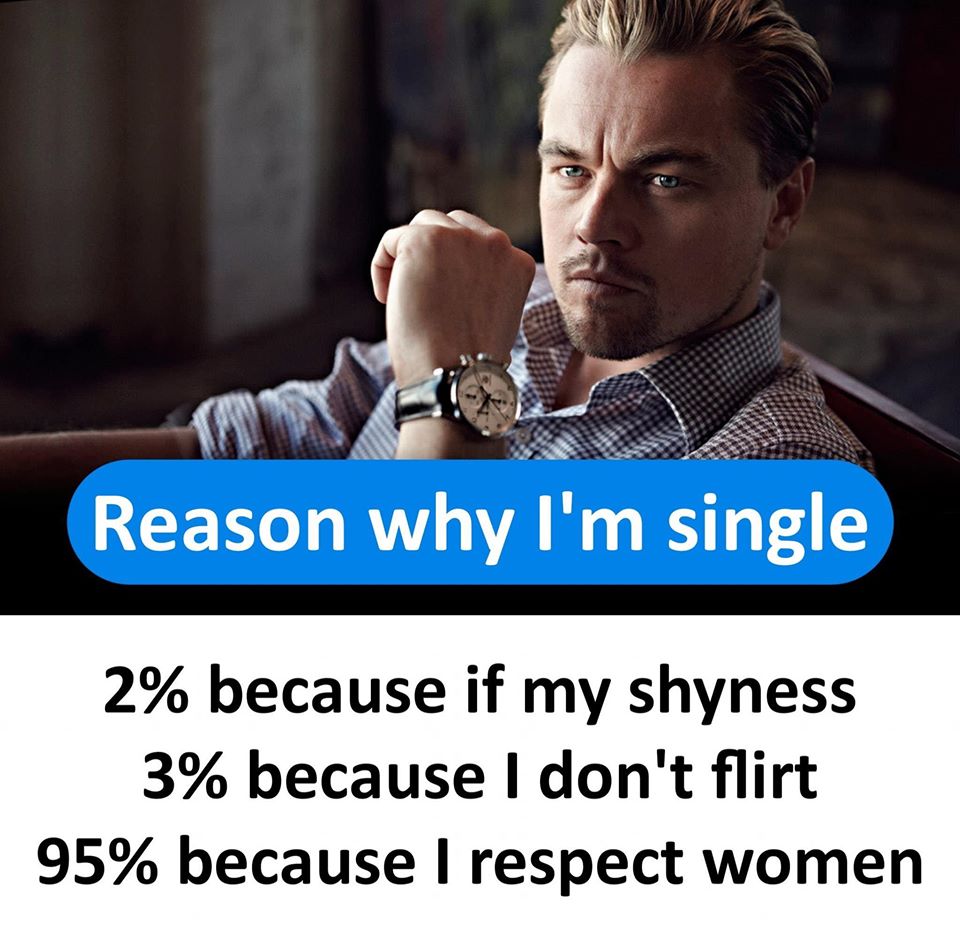 Reason why I'm single
2% because if my shyness
3% because I don't flirt
95% because I respect women